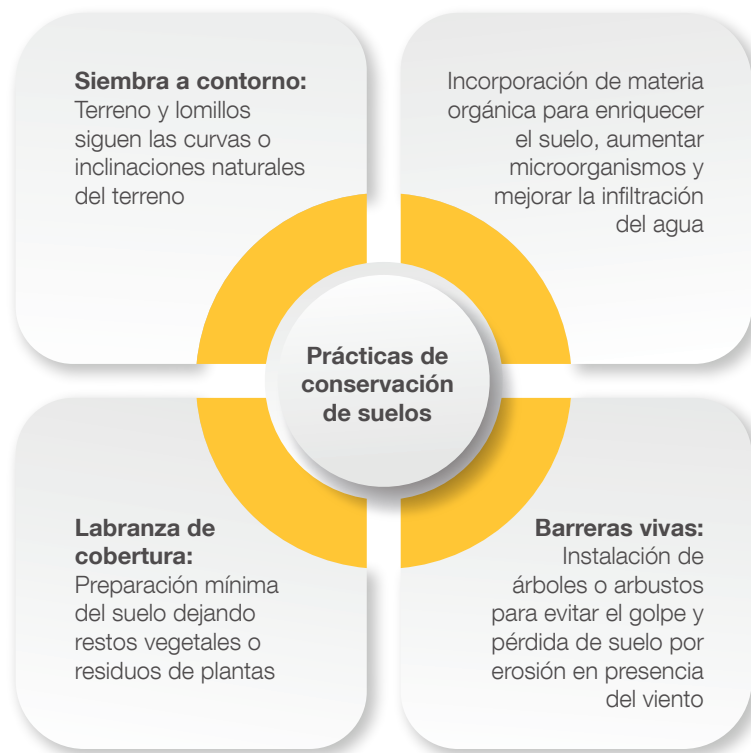 Siembra a contorno:
Terreno y lomillos
siguen las curvas o
inclinaciones naturales
del terreno
Incorporación de materia
orgánica para enriquecer
el suelo, aumentar
microorganismos y
mejorar la infiltración
del agua
Prácticas de
conservación
de suelos
Labranza de
cobertura:
Preparación mínima
del suelo dejando
restos vegetales o
residuos de plantas
Barreras vivas:
Instalación de
árboles o arbustos
para evitar el golpe y
pérdida de suelo por
erosión en presencia
del viento